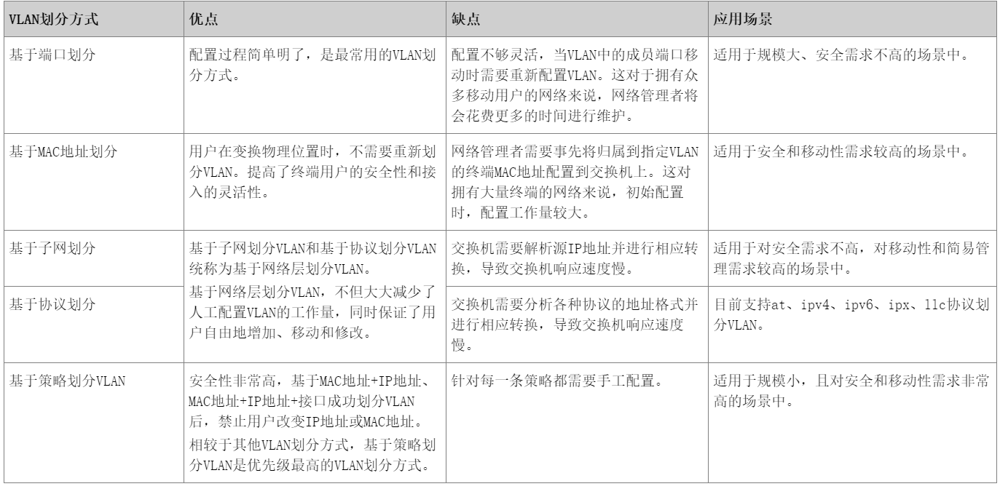 VLAN划分方式
优点
缺点
应用场景
基于端口划分
配置过程简单明了，是最常用的VLAN划
分方式。
配置不够灵活，当VLAN中的成员端口移
动时需要重新配置VLAN。这对于拥有众
多移动用户的网络来说，网络管理者将
会花费更多的时间进行维护。
适用于规模大、安全需求不高的场景中。
基于MAC地址划分
用户在变换物理位置时，不需要重新划
分VLAN。提高了终端用户的安全性和接
入的灵活性。
网络管理者需要事先将归属到指定VLAN
的终端MAC地址配置到交换机上。这对
拥有大量终端的网络来说，初始配置
时，配置工作量较大。
适用于安全和移动性需求较高的场景中。
基于子网划分
基于子网划分VLAN和基于协议划分VLAN
统称为基于网络层划分VLAN。
基于网络层划分VLAN，不但大大减少了
人工配置VLAN的工作量，同时保证了用
户自由地增加、移动和修改。
交换机需要解析源IP地址并进行相应转
换，导致交换机响应速度慢。
适用于对安全需求不高，对移动性和简易管
理需求较高的场景中。
基于协议划分
交换机需要分析各种协议的地址格式并
进行相应转换，导致交换机响应速度
慢。
目前支持at、ipv4、ipv6、ipx、llc协议划
分VLAN。
基于策略划分VLAN
安全性非常高，基于MAC地址+IP地址、
MAC地址+IP地址+接口成功划分VLAN
后，禁止用户改变IP地址或MAC地址。
相较于其他VLAN划分方式，基于策略划
分VLAN是优先级最高的VLAN划分方式。
针对每一条策略都需要手工配置。
适用于规模小，且对安全和移动性需求非常
高的场景中。